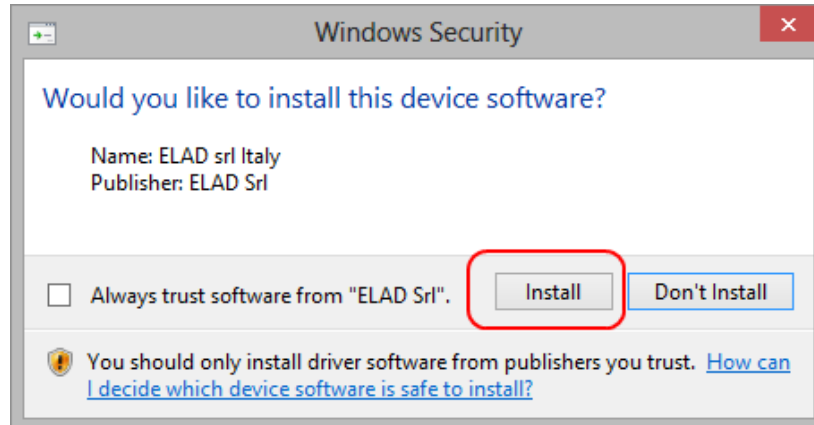 Windows Security
Would you like to install this device software?
Name: ELAD srl Italy
Publisher: ELAD Srl
Always trust software from "ELAD Srl".
Install
Don't Install
You should only install driver software from publishers you trust. How can
I decide which device software is safe to install?